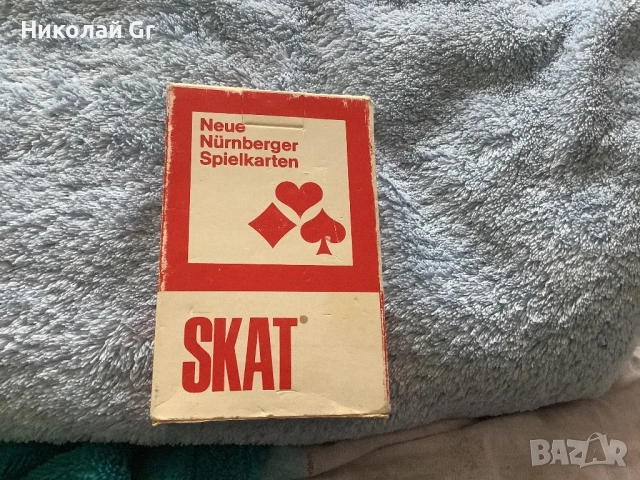 Николай Gr
Neue
Nürnberger
Spielkarten
SKAT
BAZAR